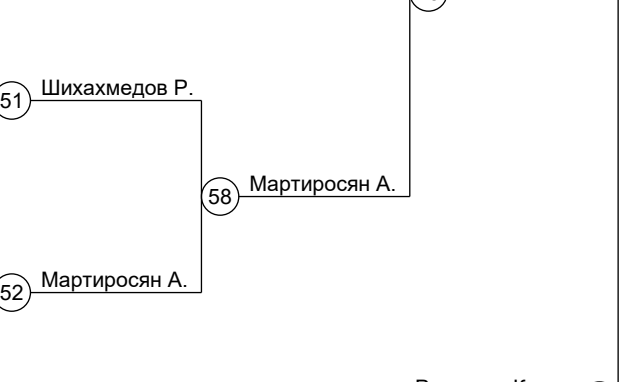 51 Шихахмедов Р.
58 Мартиросян А.
52 Мартиросян А.